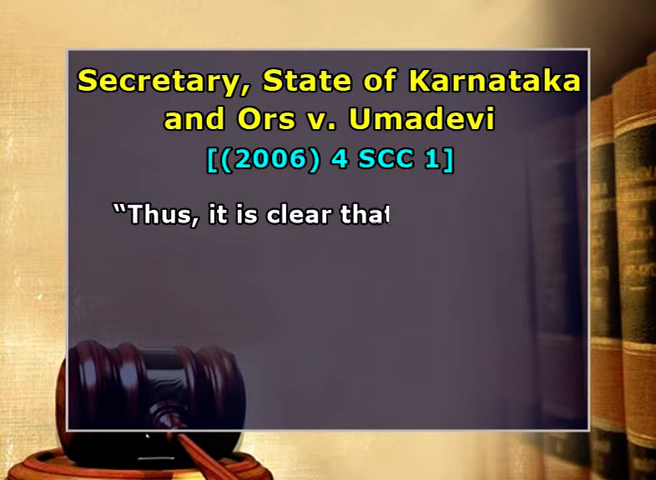 Secretary, State of Karnataka
and Ors v. Umadevi
[(2006) 4 SCC 1]
“Thus, it is clear that